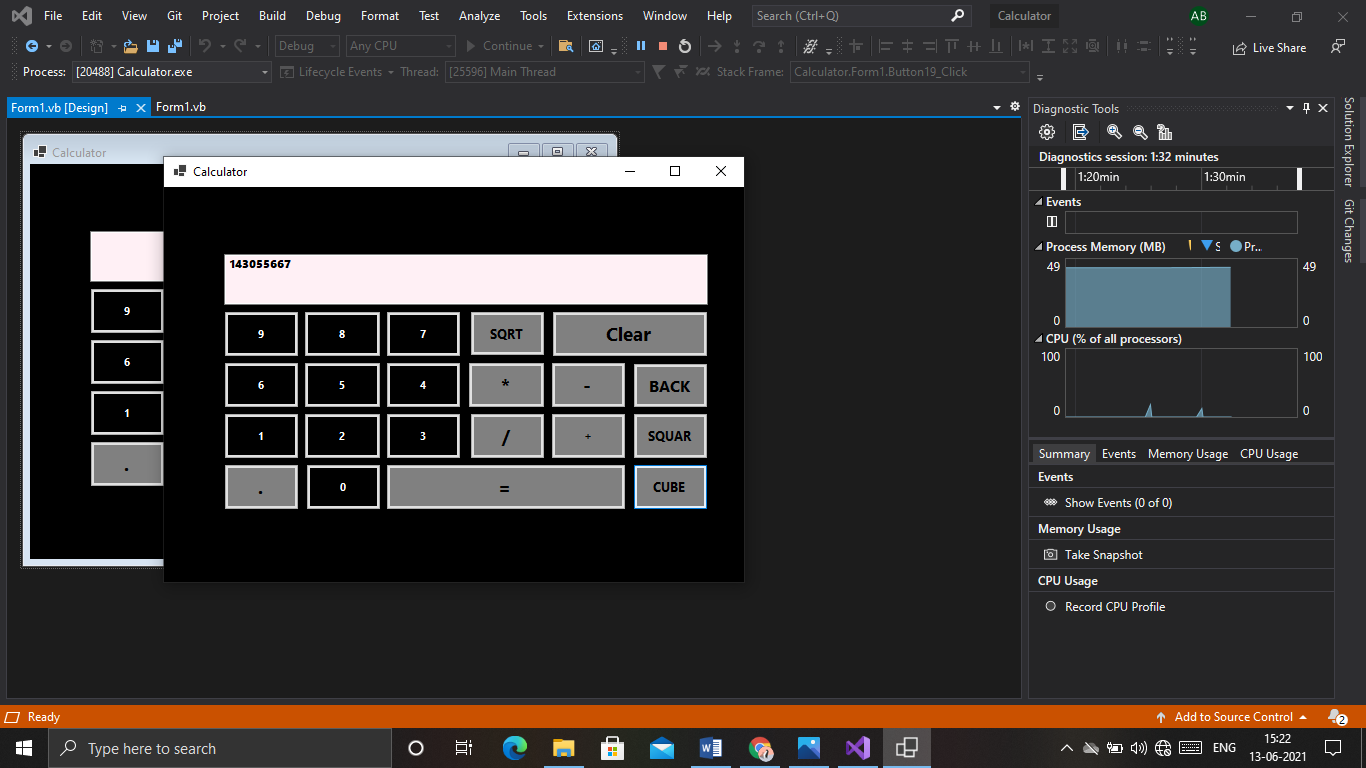 File Edit View Git Project Build Debug Format Test Analyze Tools Extensions Window Help Search (Ctrl+Q) Calculator AB
Debug Any CPU Continue Live Share
Process: [20488] Calculator.exe Lifecycle Events Thread: [25596] Main Thread Stack Frame: Calculator.Form1.Button19_Click
Form1.vb [Design] Form1.vb
Calculator
9
6
1
.
Calculator
143055667
9 8 7 SQRT Clear
6 5 4 * - BACK
1 2 3 / + SQUAR
. 0 = CUBE
Diagnostic Tools
Diagnostics session: 1:32 minutes
1:20min 1:30min
Events
Process Memory (MB) S Pr...
49 49
0 0
CPU (% of all processors)
100 100
0 0
Summary Events Memory Usage CPU Usage
Events
Show Events (0 of 0)
Memory Usage
Take Snapshot
CPU Usage
Record CPU Profile
Solution Explorer
Git Changes
Ready Add to Source Control 2
Type here to search ENG 15:22
13-06-2021